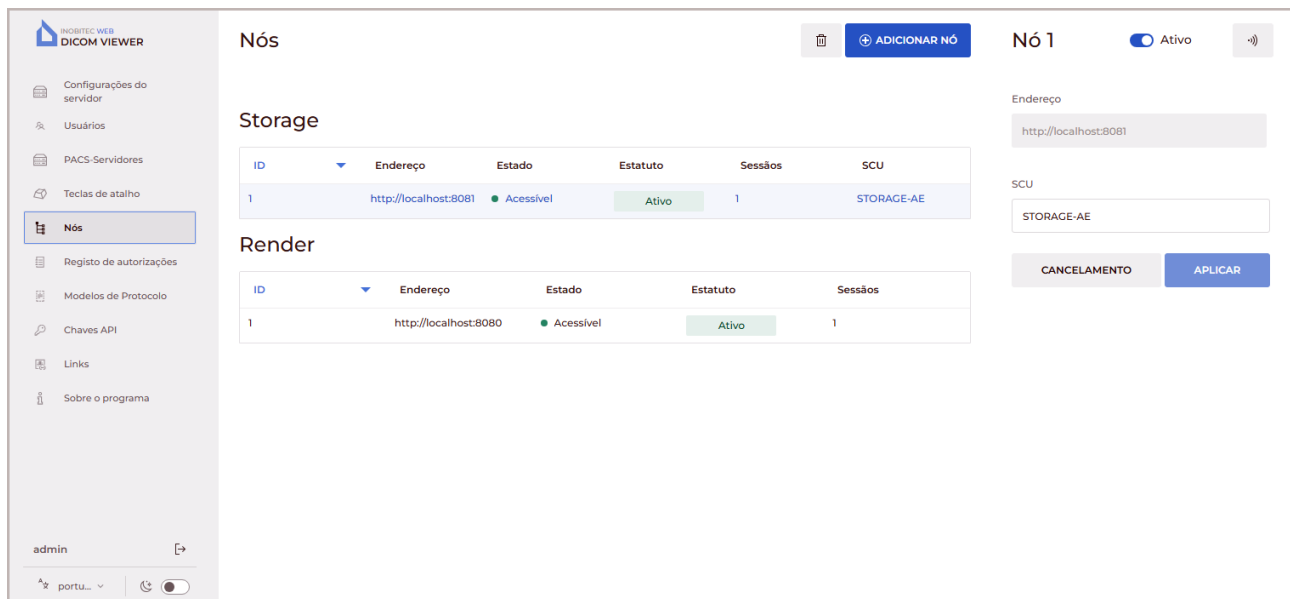 INOBITEC WEB
DICOM VIEWER
Configurações do
servidor
Usuários
PACS-Servidores
Teclas de atalho
Nós
Registo de autorizações
Modelos de Protocolo
Chaves API
Links
Sobre o programa
admin
portu...
Nós
ADICIONAR NÓ
Storage
ID Endereço Estado Estatuto Sessãos SCU
1 http://localhost:8081 Acessível Ativo 1 STORAGE-AE
Render
ID Endereço Estado Estatuto Sessãos
1 http://localhost:8080 Acessível Ativo 1
Nó 1 Ativo
Endereço
http://localhost:8081
SCU
STORAGE-AE
CANCELAMENTO APLICAR